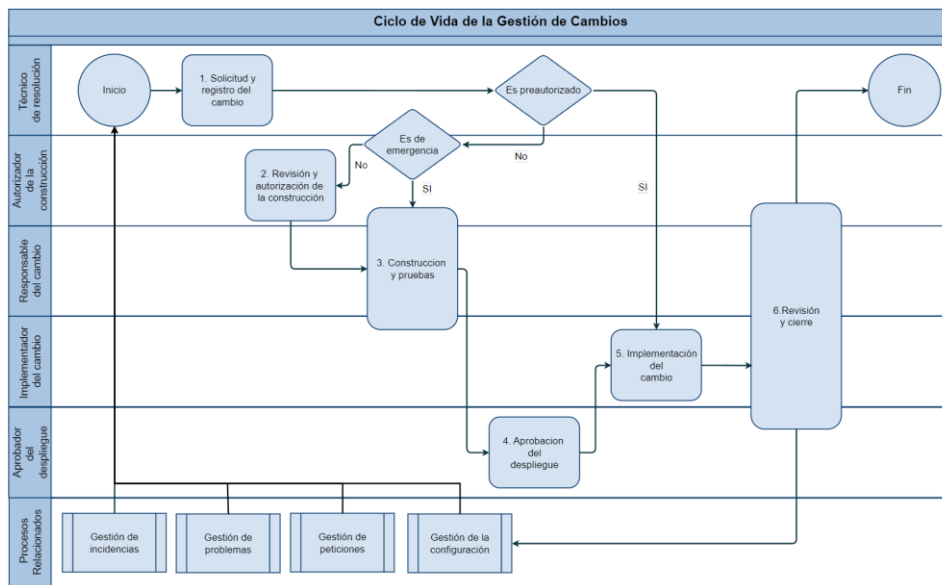 Ciclo de Vida de la Gestión de Cambios
Técnico
de resolución
Inicio
1. Solicitud y
registro del
cambio
Es preautorizado
Fin
Autorizador
de la
construcción
Es de
emergencia
No
No
2. Revisión y
autorización de
la construcción
SI
SI
Responsable
del cambio
3. Construccion
y pruebas
6.Revisión
y cierre
Implementador
del cambio
5. Implementación
del
cambio
Aprobador
del
despliegue
4. Aprobacion
del
despliegue
Procesos
Relacionados
Gestión de
incidencias
Gestión de
problemas
Gestión de
peticiones
Gestión de la
configuración